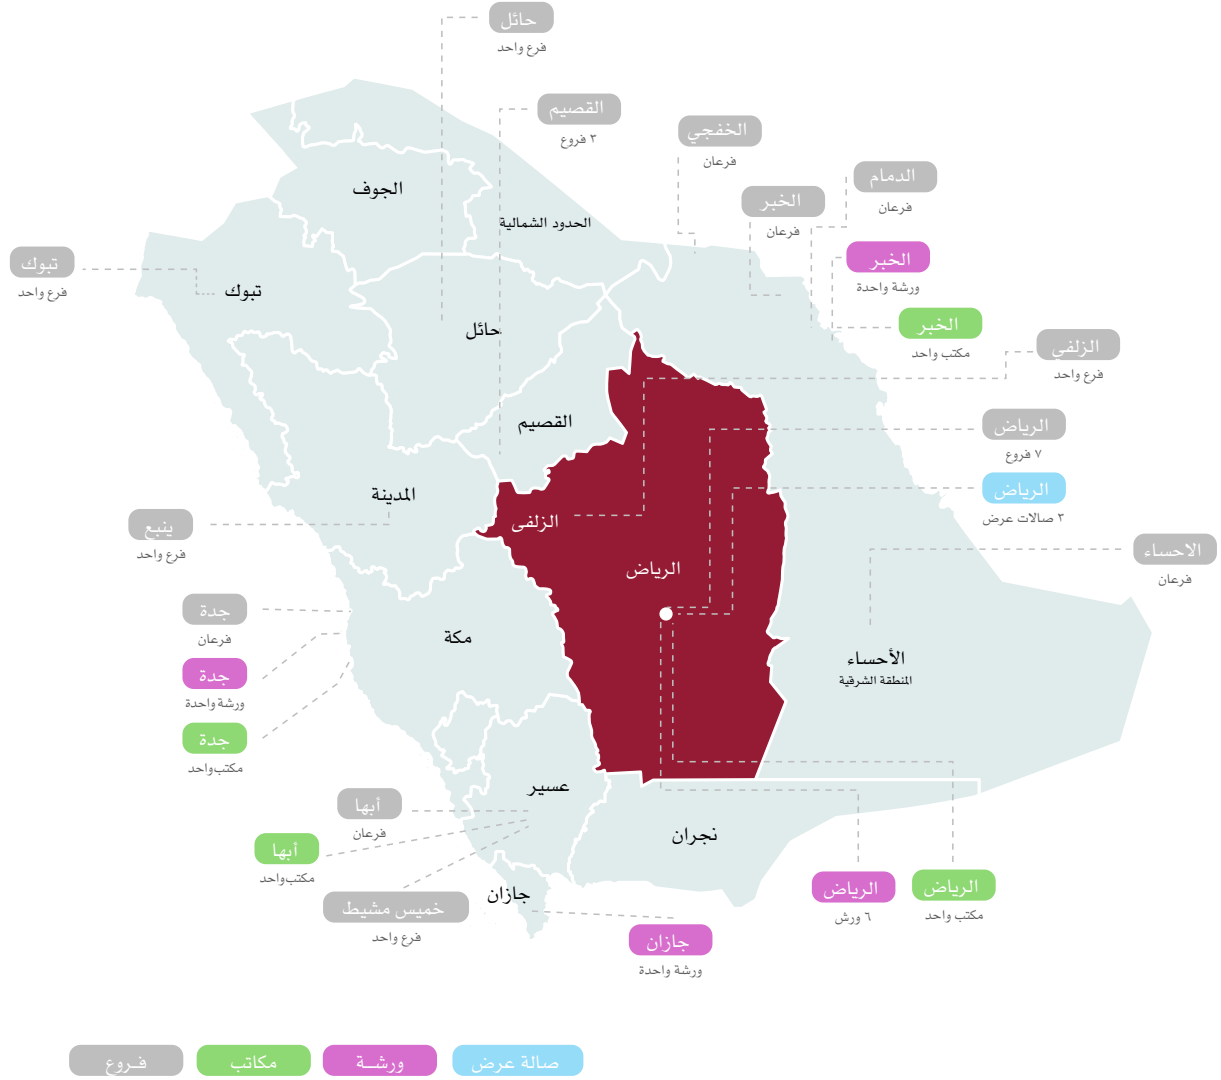 حائل
فرع واحد
القصيم
٣ فروع
الخفجي
فرعان
الدمام
فرعان
الخبر
فرعان
الخبر
ورشة واحدة
الخبر
مكتب واحد
الزلفي
فرع واحد
الرياض
٧ فروع
الرياض
٣ صالات عرض
الاحساء
فرعان
تبوك
فرع واحد
الجوف
الحدود الشمالية
تبوك
حائل
القصيم
المدينة
الزلفى
الرياض
مكة
الأحساء
المنطقة الشرقية
عسير
نجران
جازان
ينبع
فرع واحد
جدة
فرعان
جدة
ورشة واحدة
جدة
مكتب واحد
أبها
فرعان
أبها
مكتب واحد
خميس مشيط
فرع واحد
جازان
ورشة واحدة
الرياض
٦ ورش
الرياض
مكتب واحد
صالة عرض
ورشــة
مكاتب
فـروع